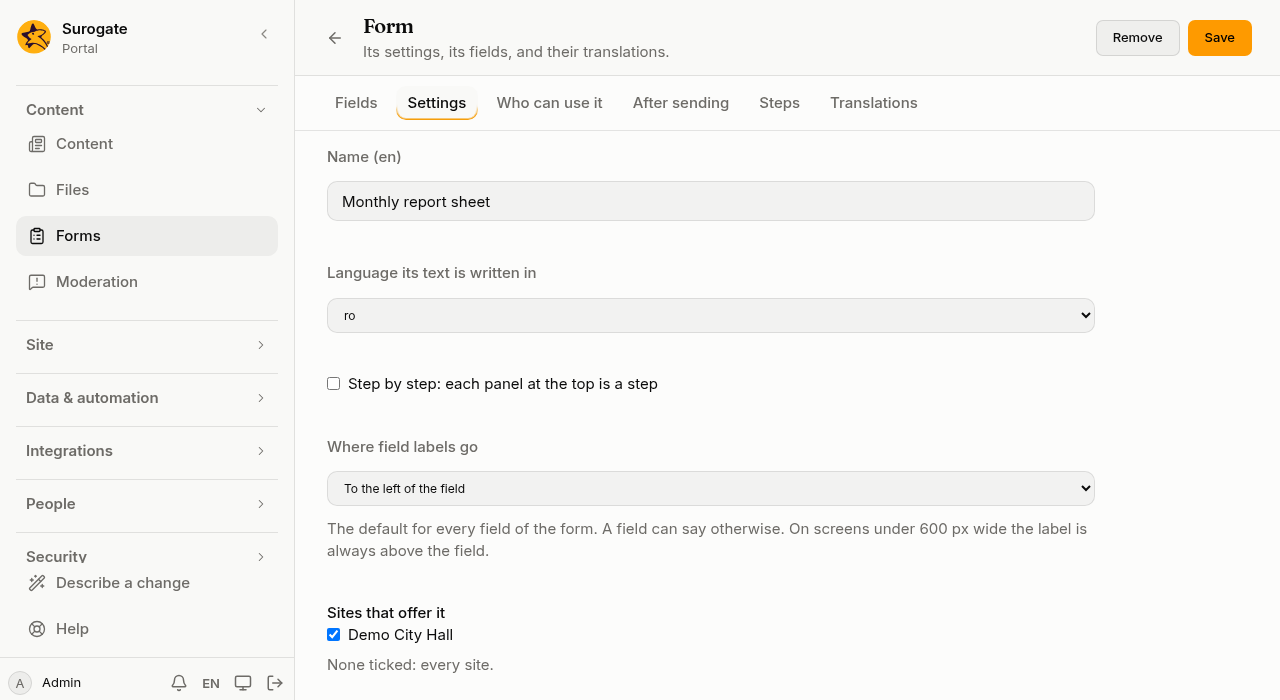 Surogate
Portal
Content
Content
Files
Forms
Moderation
Site
Data & automation
Integrations
People
Security
Describe a change
Help
A
Admin
EN
Form
Its settings, its fields, and their translations.
Remove
Save
Fields
Settings
Who can use it
After sending
Steps
Translations
Name (en)
Monthly report sheet
Language its text is written in
ro
Step by step: each panel at the top is a step
Where field labels go
To the left of the field
The default for every field of the form. A field can say otherwise. On screens under 600 px wide the label is
always above the field.
Sites that offer it
Demo City Hall
None ticked: every site.